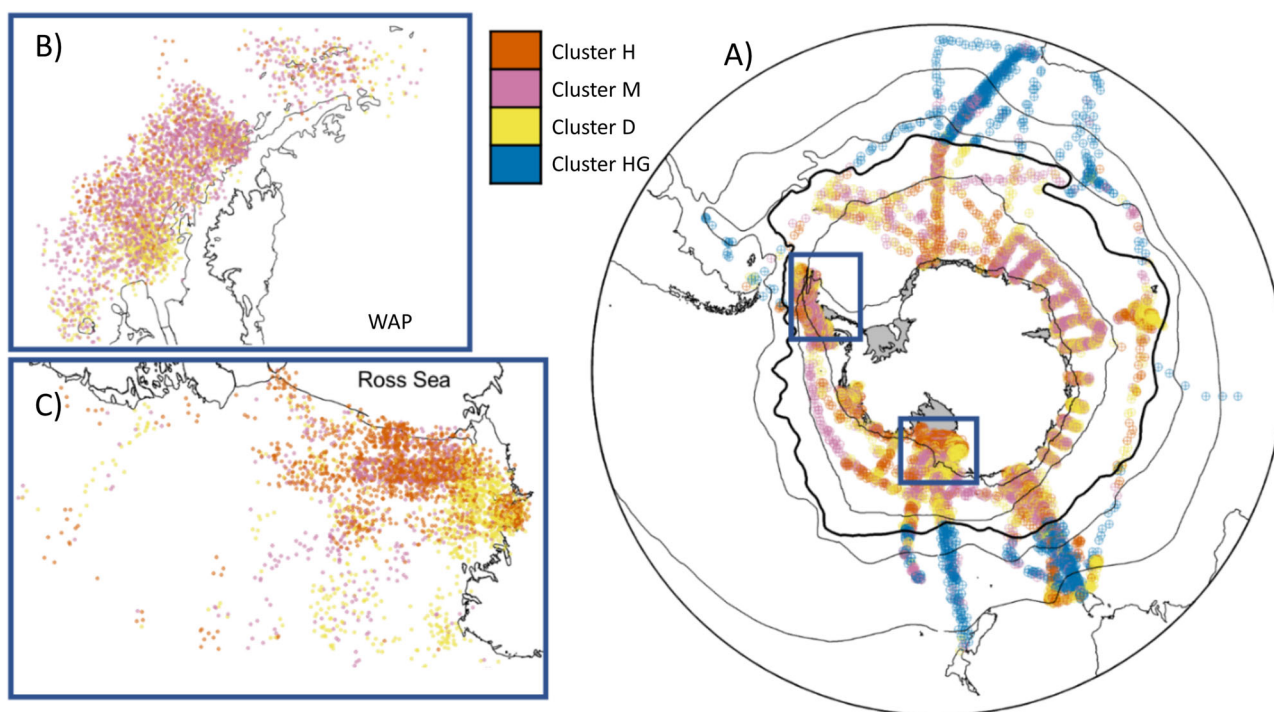 B)
WAP
Cluster H
Cluster M
Cluster D
Cluster HG
A)
C)
Ross Sea